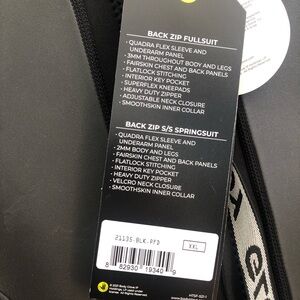 BACK ZIP FULLSUIT
• QUADRA FLEX SLEEVE AND
UNDERARM PANEL
• 3MM THROUGHOUT BODY AND LEGS
• FAIRSKIN CHEST AND BACK PANELS
• FLATLOCK STITCHING
• INTERIOR KEY POCKET
• SUPERFLEX KNEEPADS
• HEAVY DUTY ZIPPER
• ADJUSTABLE NECK CLOSURE
• SMOOTHSKIN INNER COLLAR
BACK ZIP S/S SPRINGSUIT
• QUADRA FLEX SLEEVE AND
UNDERARM PANEL
• 2MM BODY AND LEGS
• FAIRSKIN CHEST AND BACK PANELS
• FLATLOCK STITCHING
• INTERIOR KEY POCKET
• HEAVY DUTY ZIPPER
• VELCRO NECK CLOSURE
• SMOOTHSKIN INNER COLLAR
21135-BLK-PFD
XXL
8 82930 19340 9